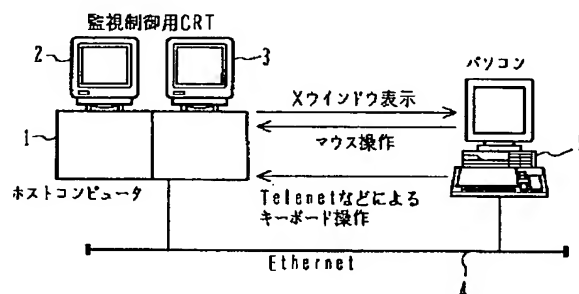 監視制御用CRT
2
3
パソコン
Xウインドウ表示
マウス操作
1
ホストコンピュータ
Telenetなどによる
キーボード操作
Ethernet
4